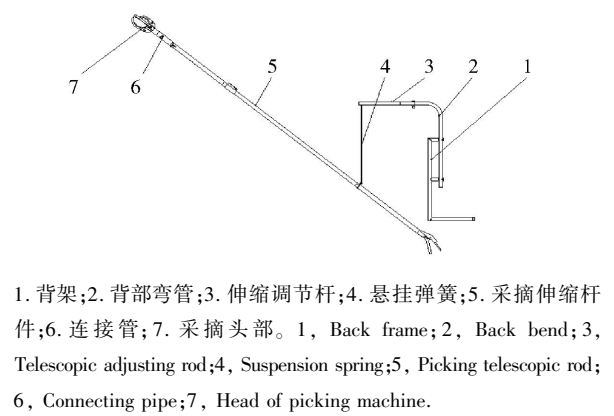 5 4 3 2 1
7 6
1. 背架;2. 背部弯管;3. 伸缩调节杆;4. 悬挂弹簧;5. 采摘伸缩杆
件;6. 连接管;7. 采摘头部。1, Back frame;2, Back bend;3,
Telescopic adjusting rod;4, Suspension spring;5, Picking telescopic rod;
6, Connecting pipe;7, Head of picking machine.